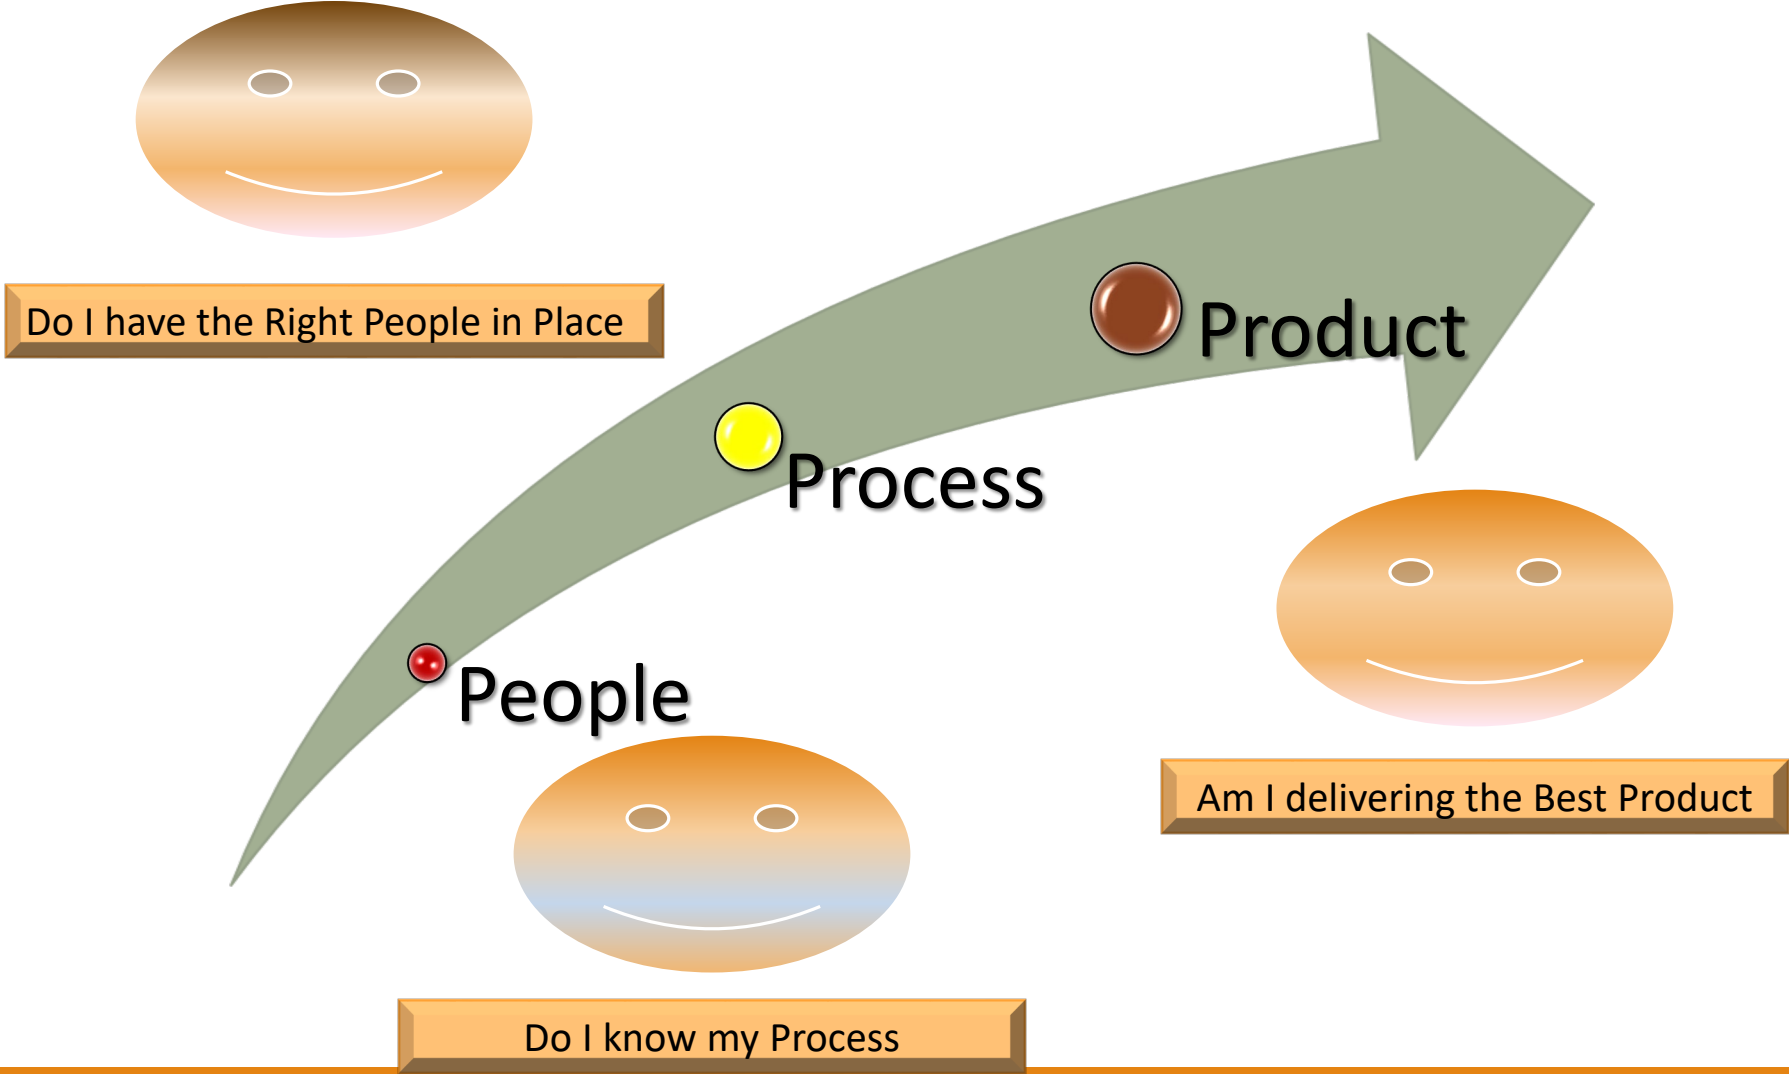 Do I have the Right People in Place
Product
Process
People
Am I delivering the Best Product
Do I know my Process